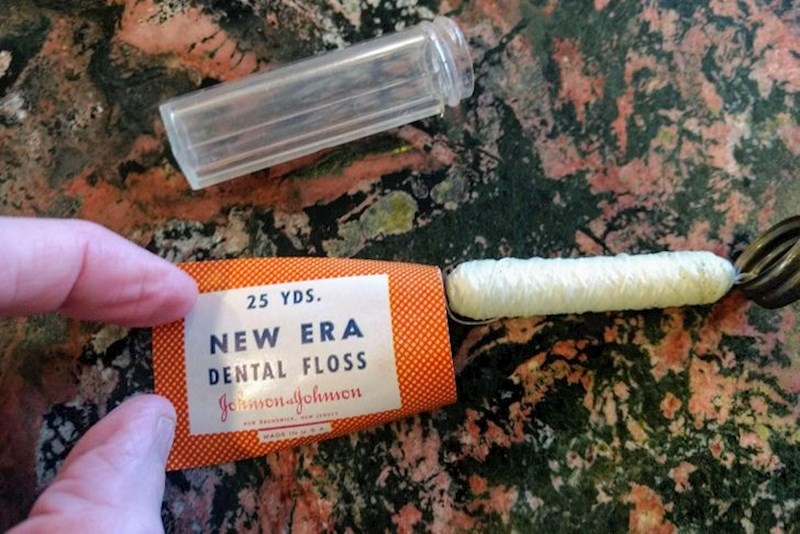 25 YDS.
NEW ERA
DENTAL FLOSS
Johnson & Johnson
NEW BRUNSWICK, NEW JERSEY
MADE IN U.S.A.